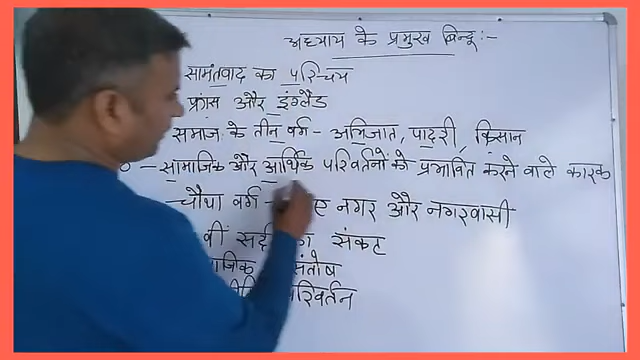 अध्याय के प्रमुख बिन्दू:-
सामंतवाद का परिचय
फ्रांस और इंग्लैंड
समाज के तीन वर्ग - अभिजात, पादरी, किसान
- सामाजिक और आर्थिक परिवर्तनों को प्रभावित करने वाले कारक
- चौथा वर्ग - नगर और नगरवासी
संकट
परिवर्तन